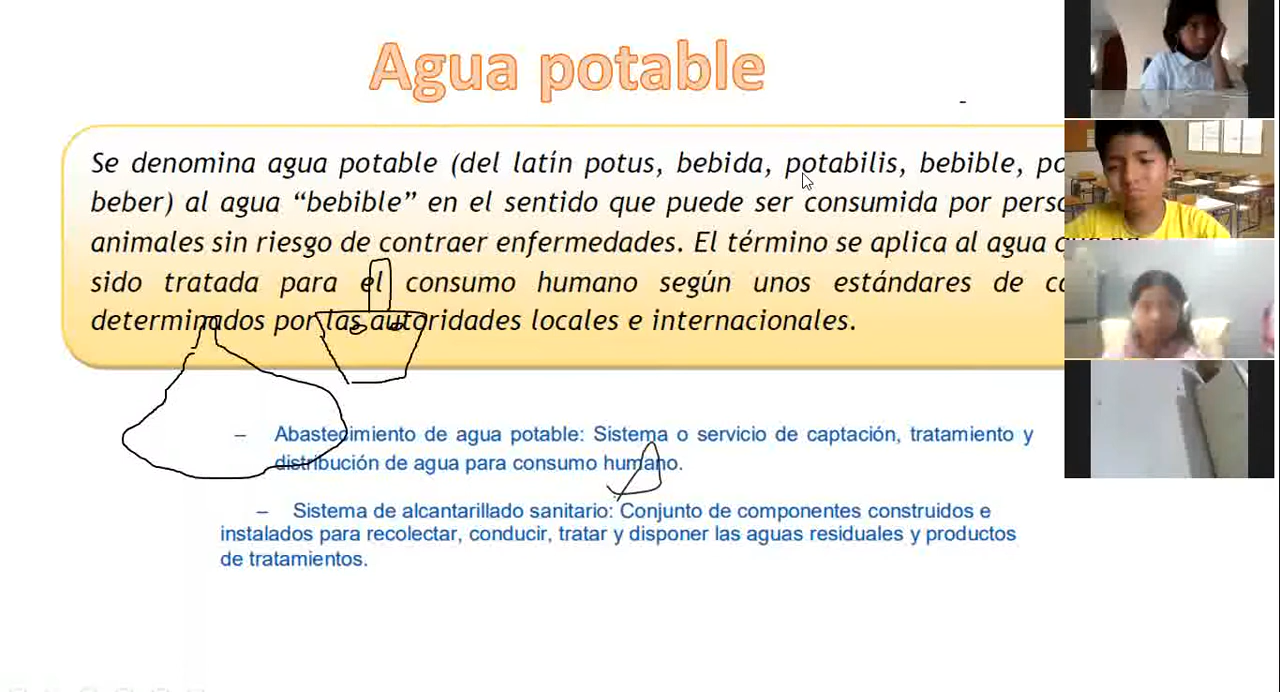 Agua potable
Se denomina agua potable (del latín potus, bebida, potabilis, bebible,
beber) al agua “bebible” en el sentido que puede ser consumida por
animales sin riesgo de contraer enfermedades. El término se aplica al agua
sido tratada para el consumo humano según unos estándares de
determinados por las autoridades locales e internacionales.
– Abastecimiento de agua potable: Sistema o servicio de captación, tratamiento y
distribución de agua para consumo humano.
– Sistema de alcantarillado sanitario: Conjunto de componentes construidos e
instalados para recolectar, conducir, tratar y disponer las aguas residuales y productos
de tratamientos.